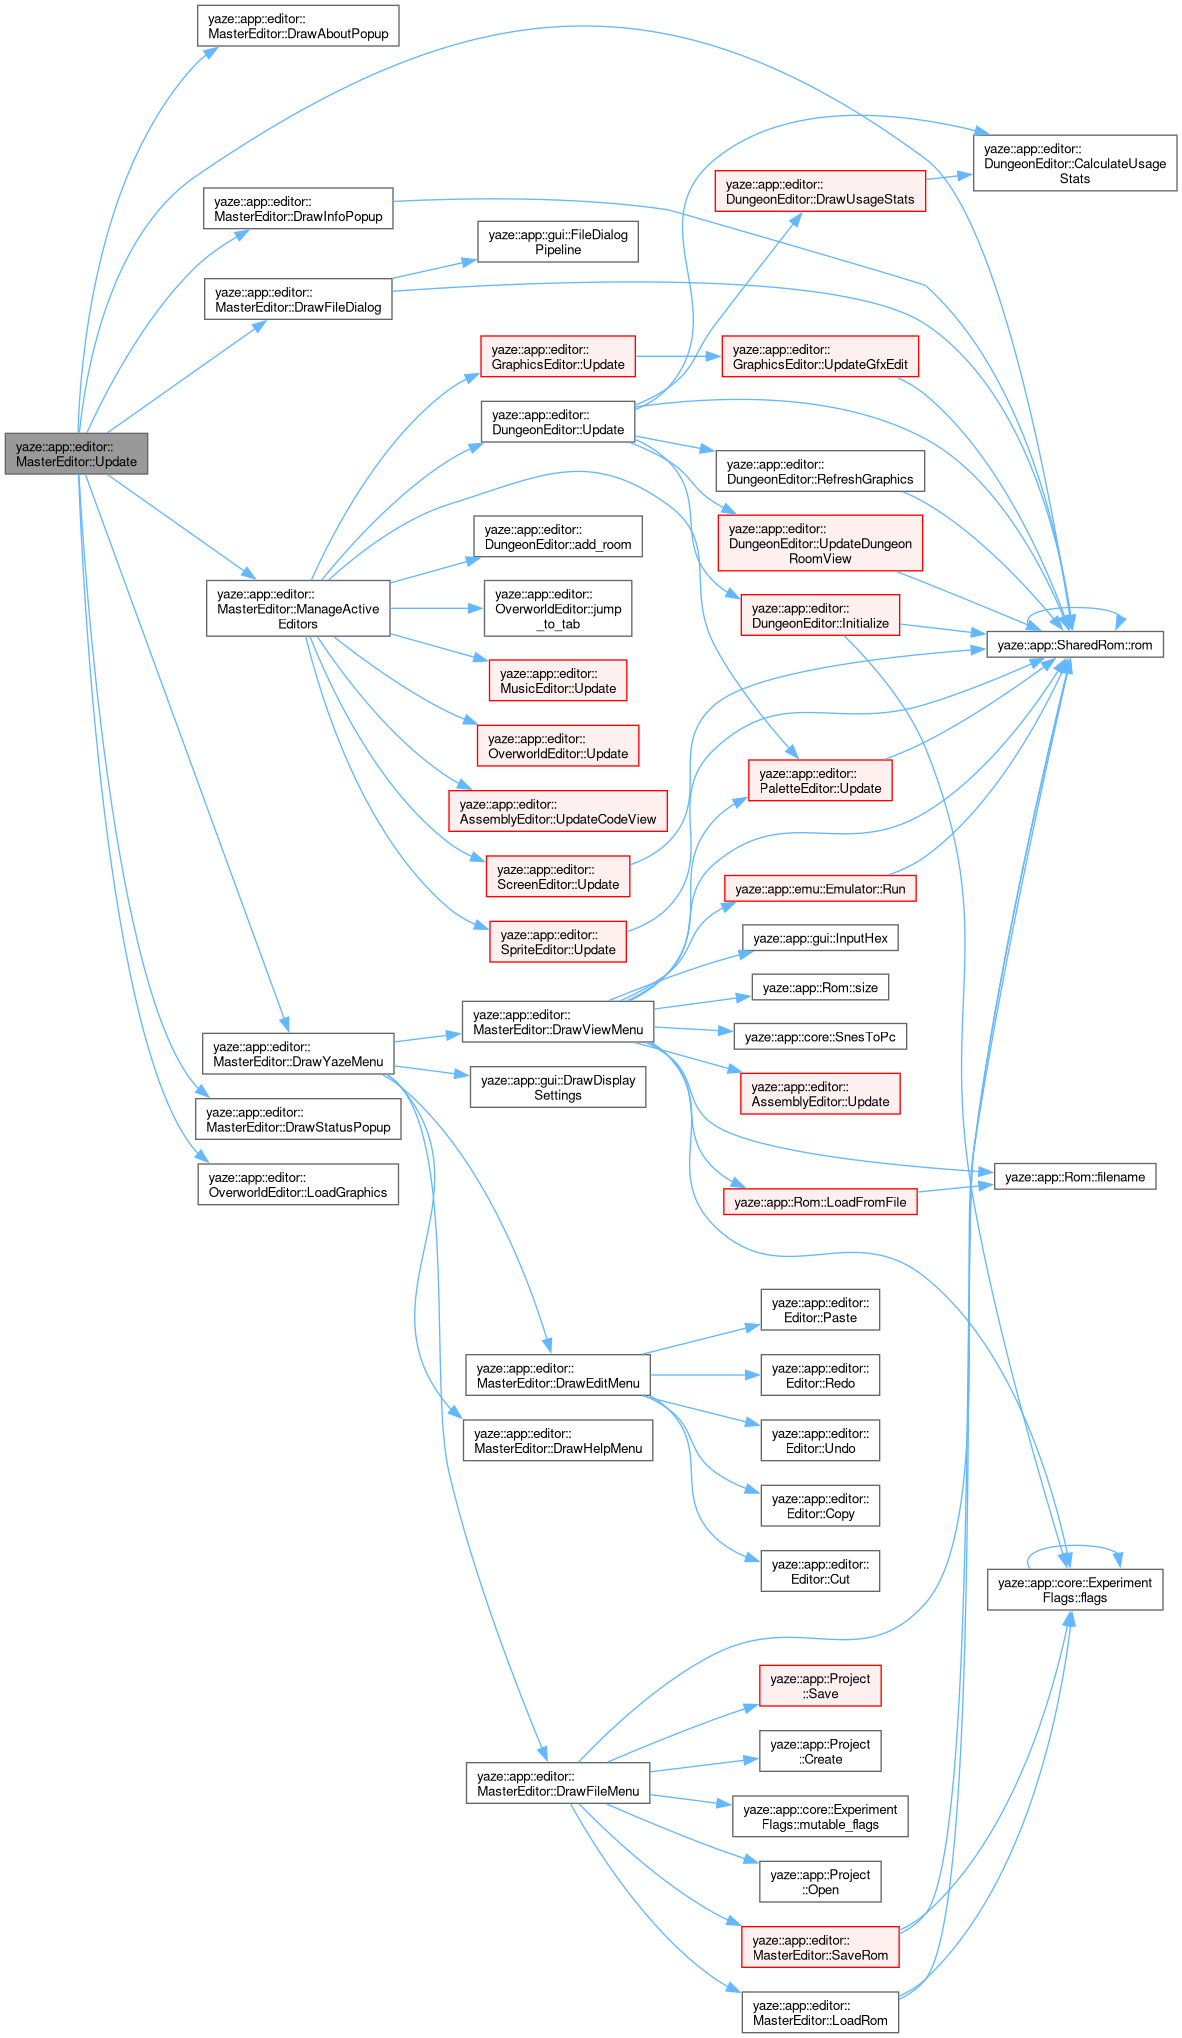 yaze::app::editor::
MasterEditor::DrawAboutPopup
yaze::app::editor::
DungeonEditor::CalculateUsage
Stats
yaze::app::editor::
DungeonEditor::DrawUsageStats
yaze::app::editor::
MasterEditor::DrawInfoPopup
yaze::app::gui::FileDialog
Pipeline
yaze::app::editor::
MasterEditor::DrawFileDialog
yaze::app::editor::
GraphicsEditor::Update
yaze::app::editor::
GraphicsEditor::UpdateGfxEdit
yaze::app::editor::
DungeonEditor::Update
yaze::app::editor::
MasterEditor::Update
yaze::app::editor::
DungeonEditor::RefreshGraphics
yaze::app::editor::
DungeonEditor::add_room
yaze::app::editor::
DungeonEditor::UpdateDungeon
RoomView
yaze::app::editor::
MasterEditor::ManageActive
Editors
yaze::app::editor::
OverworldEditor::jump
_to_tab
yaze::app::editor::
DungeonEditor::Initialize
yaze::app::SharedRom::rom
yaze::app::editor::
MusicEditor::Update
yaze::app::editor::
OverworldEditor::Update
yaze::app::editor::
PaletteEditor::Update
yaze::app::editor::
AssemblyEditor::UpdateCodeView
yaze::app::editor::
ScreenEditor::Update
yaze::app::emu::Emulator::Run
yaze::app::editor::
SpriteEditor::Update
yaze::app::gui::InputHex
yaze::app::Rom::size
yaze::app::editor::
MasterEditor::DrawViewMenu
yaze::app::core::SnesToPc
yaze::app::editor::
MasterEditor::DrawYazeMenu
yaze::app::gui::DrawDisplay
Settings
yaze::app::editor::
AssemblyEditor::Update
yaze::app::editor::
MasterEditor::DrawStatusPopup
yaze::app::editor::
OverworldEditor::LoadGraphics
yaze::app::Rom::filename
yaze::app::Rom::LoadFromFile
yaze::app::editor::
Editor::Paste
yaze::app::editor::
MasterEditor::DrawEditMenu
yaze::app::editor::
Editor::Redo
yaze::app::editor::
MasterEditor::DrawHelpMenu
yaze::app::editor::
Editor::Undo
yaze::app::editor::
Editor::Copy
yaze::app::editor::
Editor::Cut
yaze::app::core::Experiment
Flags::flags
yaze::app::Project
::Save
yaze::app::editor::
MasterEditor::DrawFileMenu
yaze::app::Project
::Create
yaze::app::core::Experiment
Flags::mutable_flags
yaze::app::Project
::Open
yaze::app::editor::
MasterEditor::SaveRom
yaze::app::editor::
MasterEditor::LoadRom